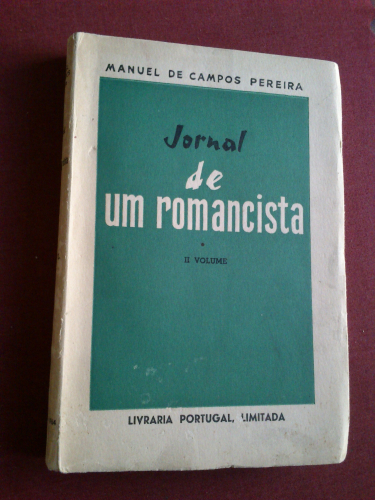 MANUEL DE CAMPOS PEREIRA
Jornal
de
um romancista
II VOLUME
LIVRARIA PORTUGAL, LIMITADA